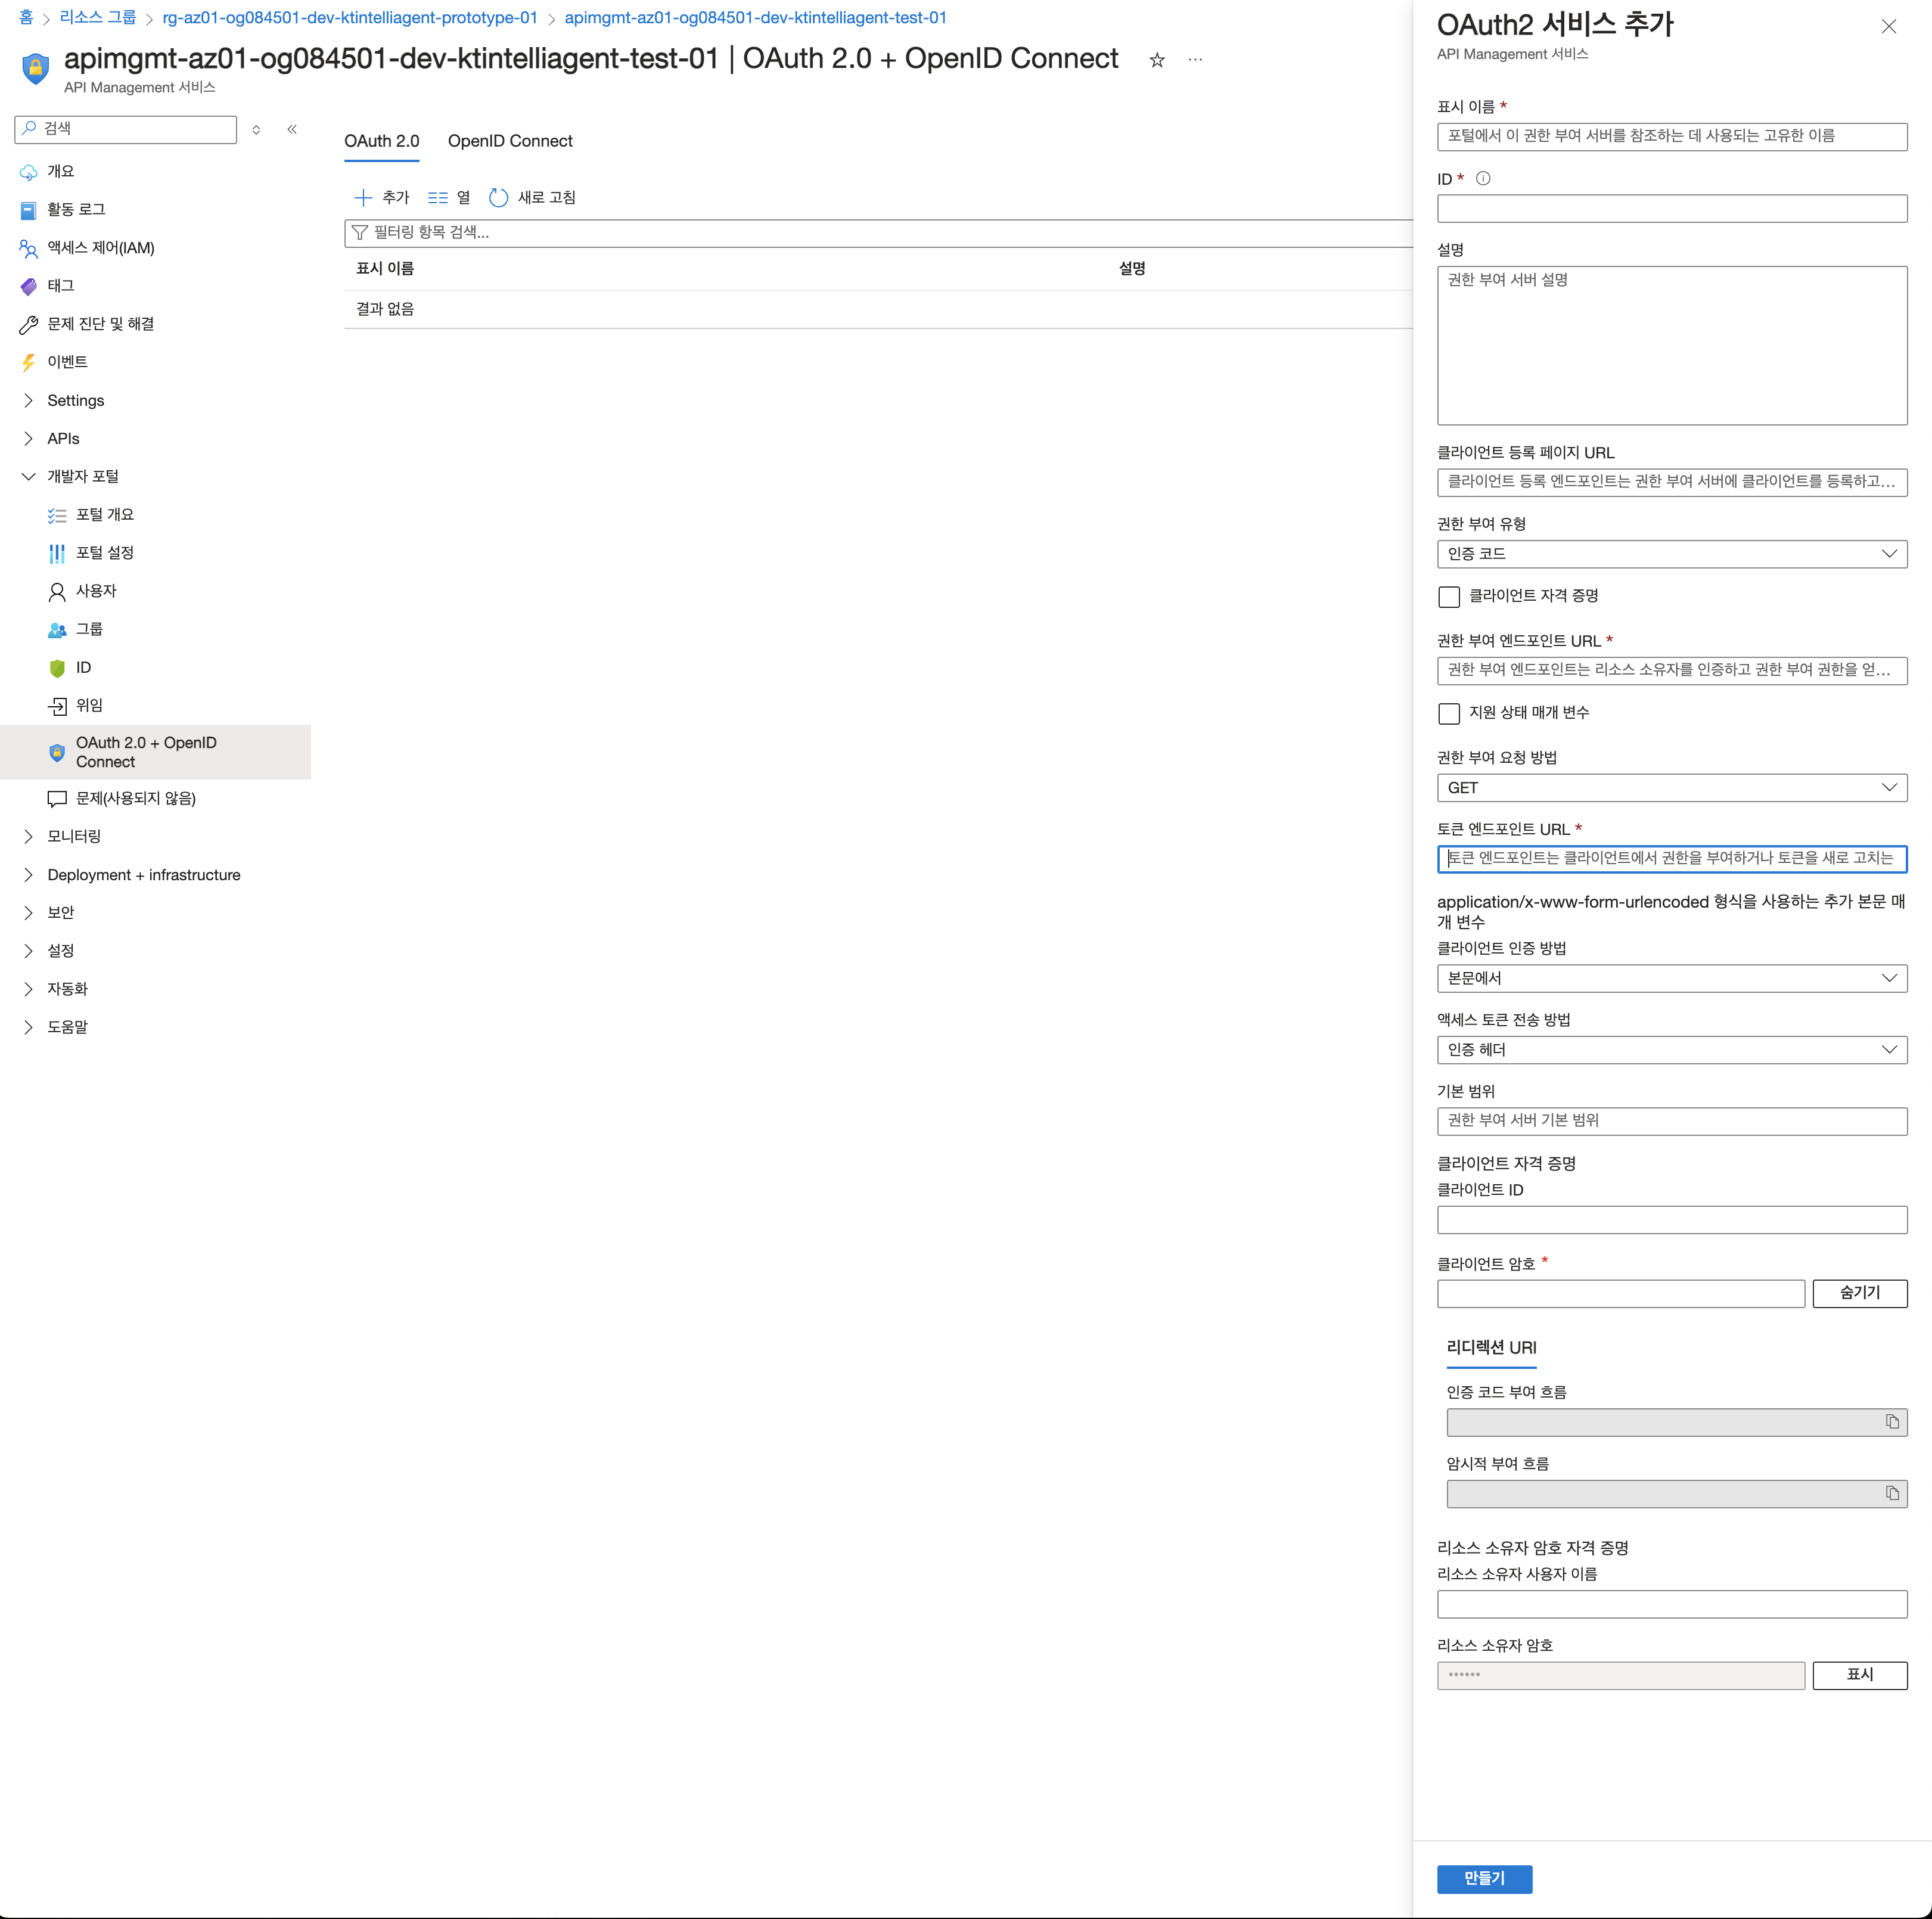 홈 > 리소스 그룹 > rg-az01-og084501-dev-ktintelliagent-prototype-01 > apimgmt-az01-og084501-dev-ktintelliagent-test-01
apimgmt-az01-og084501-dev-ktintelliagent-test-01 | OAuth 2.0 + OpenID Connect ☆ ···
API Management 서비스
검색
개요
활동 로그
액세스 제어(IAM)
태그
문제 진단 및 해결
이벤트
Settings
APIs
개발자 포털
포털 개요
포털 설정
사용자
그룹
ID
위임
OAuth 2.0 + OpenID
Connect
문제(사용되지 않음)
모니터링
Deployment + infrastructure
보안
설정
자동화
도움말
OAuth 2.0 OpenID Connect
추가 열 새로 고침
필터링 항목 검색...
표시 이름 설명
결과 없음
OAuth2 서비스 추가
API Management 서비스
표시 이름 *
포털에서 이 권한 부여 서버를 참조하는 데 사용되는 고유한 이름
ID *
설명
권한 부여 서버 설명
클라이언트 등록 페이지 URL
클라이언트 등록 엔드포인트는 권한 부여 서버에 클라이언트를 등록하고...
권한 부여 유형
인증 코드
클라이언트 자격 증명
권한 부여 엔드포인트 URL *
권한 부여 엔드포인트는 리소스 소유자를 인증하고 권한 부여 권한을 얻...
지원 상태 매개 변수
권한 부여 요청 방법
GET
토큰 엔드포인트 URL *
토큰 엔드포인트는 클라이언트에서 권한을 부여하거나 토큰을 새로 고치는
application/x-www-form-urlencoded 형식을 사용하는 추가 본문 매
개 변수
클라이언트 인증 방법
본문에서
액세스 토큰 전송 방법
인증 헤더
기본 범위
권한 부여 서버 기본 범위
클라이언트 자격 증명
클라이언트 ID
클라이언트 암호 *
숨기기
리디렉션 URI
인증 코드 부여 흐름
암시적 부여 흐름
리소스 소유자 암호 자격 증명
리소스 소유자 사용자 이름
리소스 소유자 암호
••••••
표시
만들기